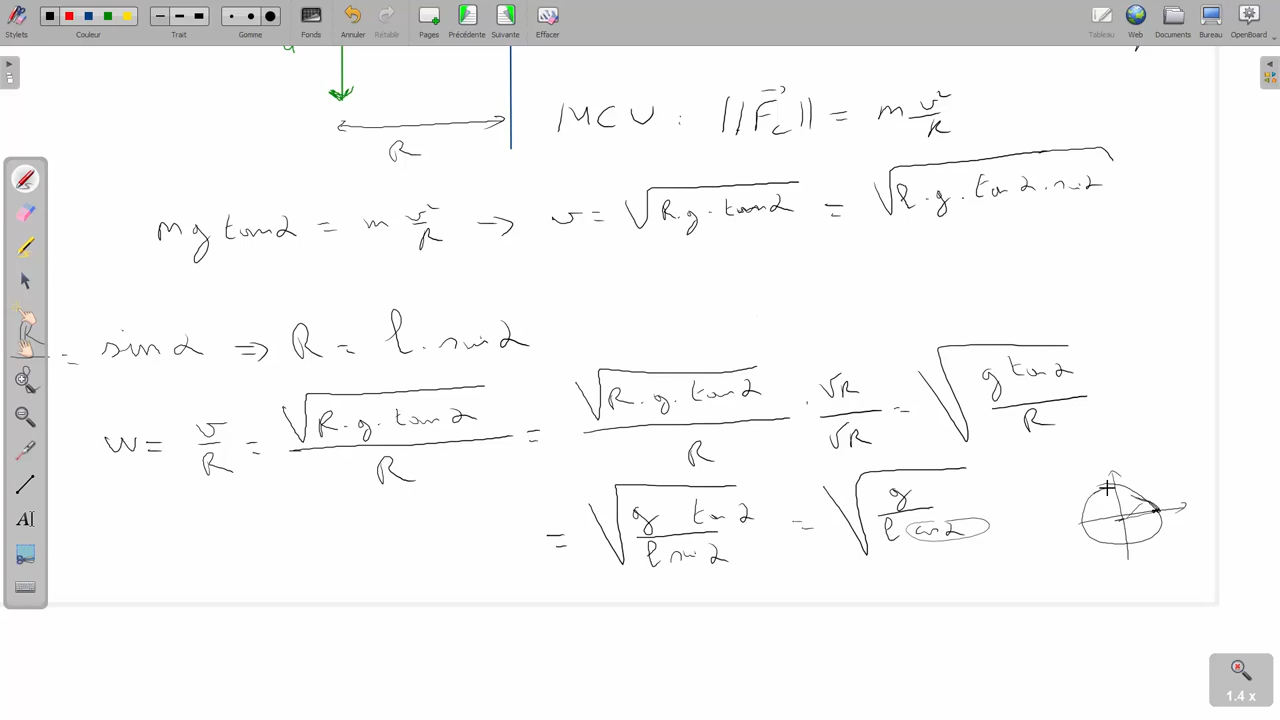 Stylets Couleur Trait Gomme Fonds Annuler Rétablir Pages Précédente Suivante Effacer Tableau Web Documents Bureau OpenBoard
R
MCU : ||F⃗c|| = m v²/R
mg tan α = m v²/R → v = √(R.g.tan α) = √(l.g.tan α.sin α)
R
= sin α ⇒ R = l. sin α
w = v/R = √(R.g.tan α)/R = √(R.g.tan α)/R . √R/√R = √(g tan α/R)
= √(g tan α/(l sin α)) = √(g/(l cos α))
A
1.4 x